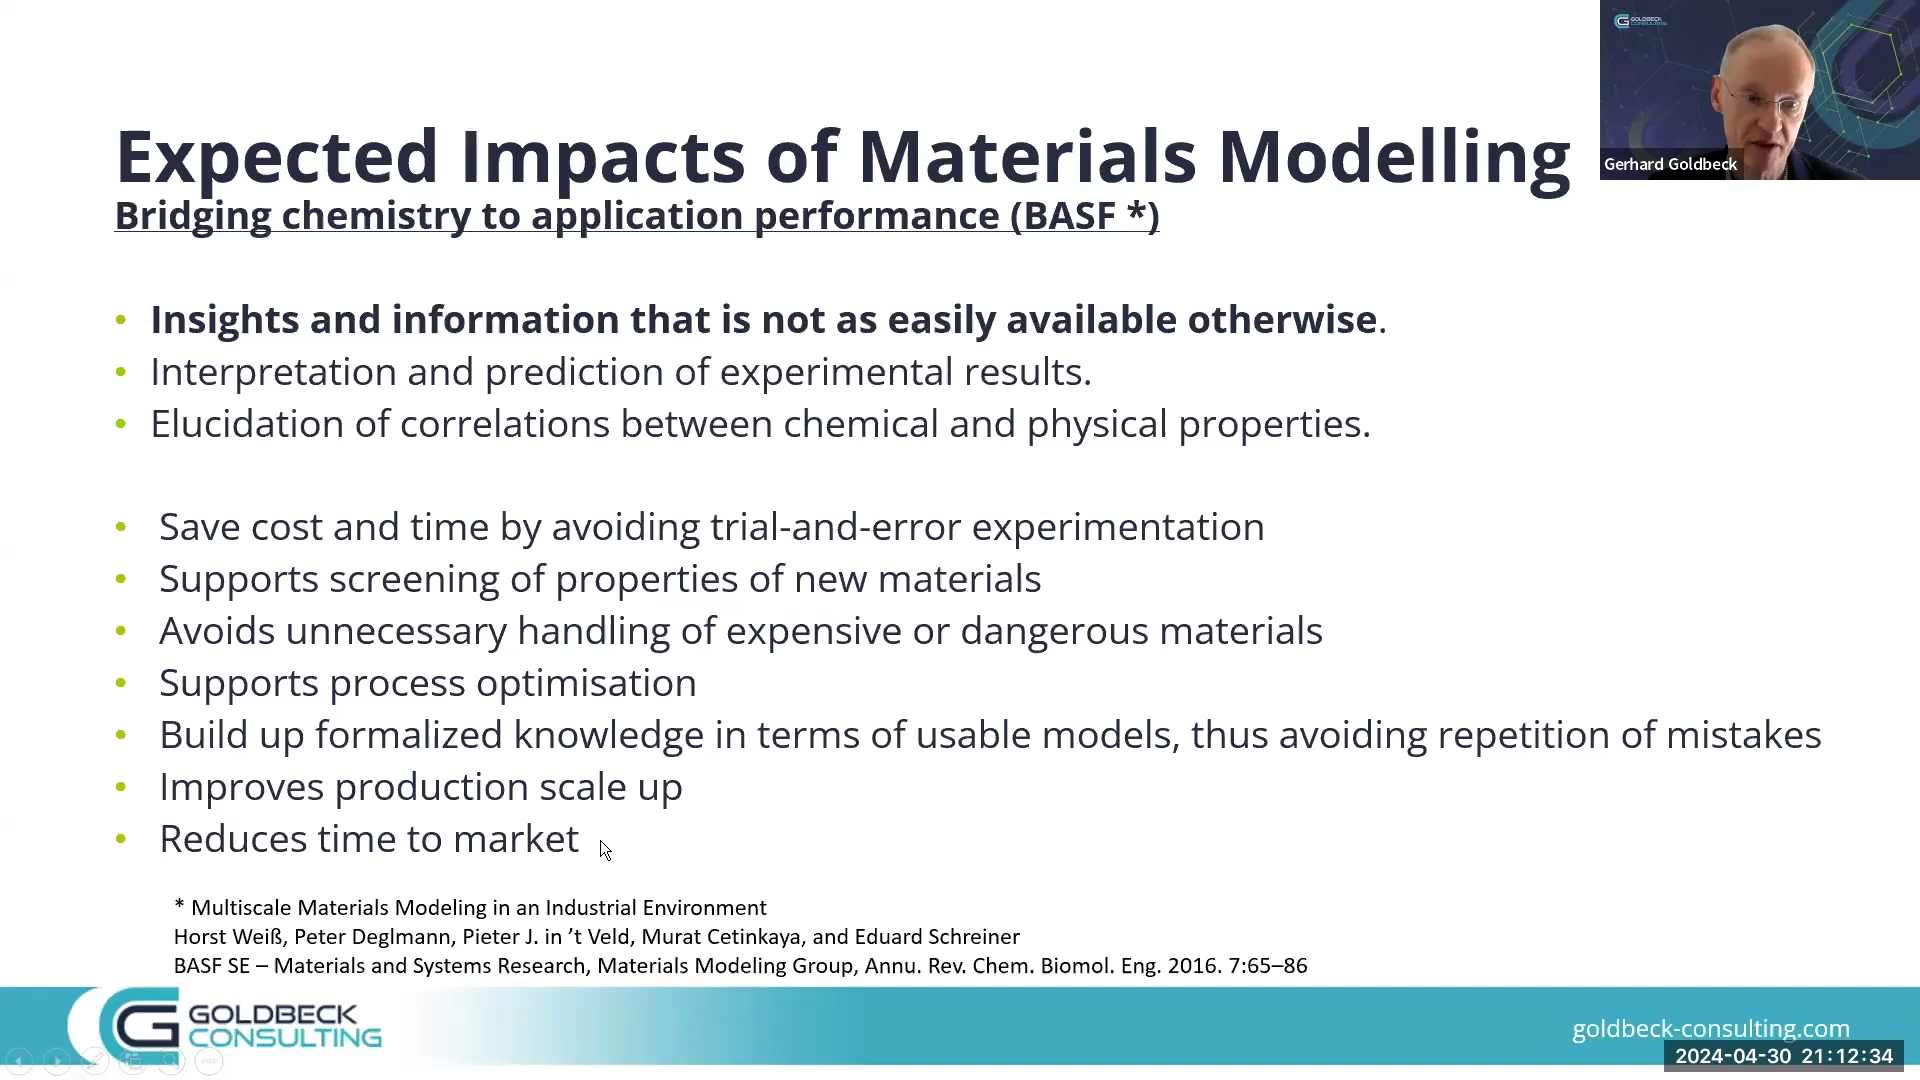 GOLDBECK
CONSULTING
Gerhard Goldbeck
Expected Impacts of Materials Modelling
Bridging chemistry to application performance (BASF *)
• Insights and information that is not as easily available otherwise.
• Interpretation and prediction of experimental results.
• Elucidation of correlations between chemical and physical properties.
• Save cost and time by avoiding trial-and-error experimentation
• Supports screening of properties of new materials
• Avoids unnecessary handling of expensive or dangerous materials
• Supports process optimisation
• Build up formalized knowledge in terms of usable models, thus avoiding repetition of mistakes
• Improves production scale up
• Reduces time to market
* Multiscale Materials Modeling in an Industrial Environment
Horst Weiß, Peter Deglmann, Pieter J. in ’t Veld, Murat Cetinkaya, and Eduard Schreiner
BASF SE – Materials and Systems Research, Materials Modeling Group, Annu. Rev. Chem. Biomol. Eng. 2016. 7:65–86
GOLDBECK
CONSULTING
goldbeck-consulting.com
2024-04-30 21:12:34